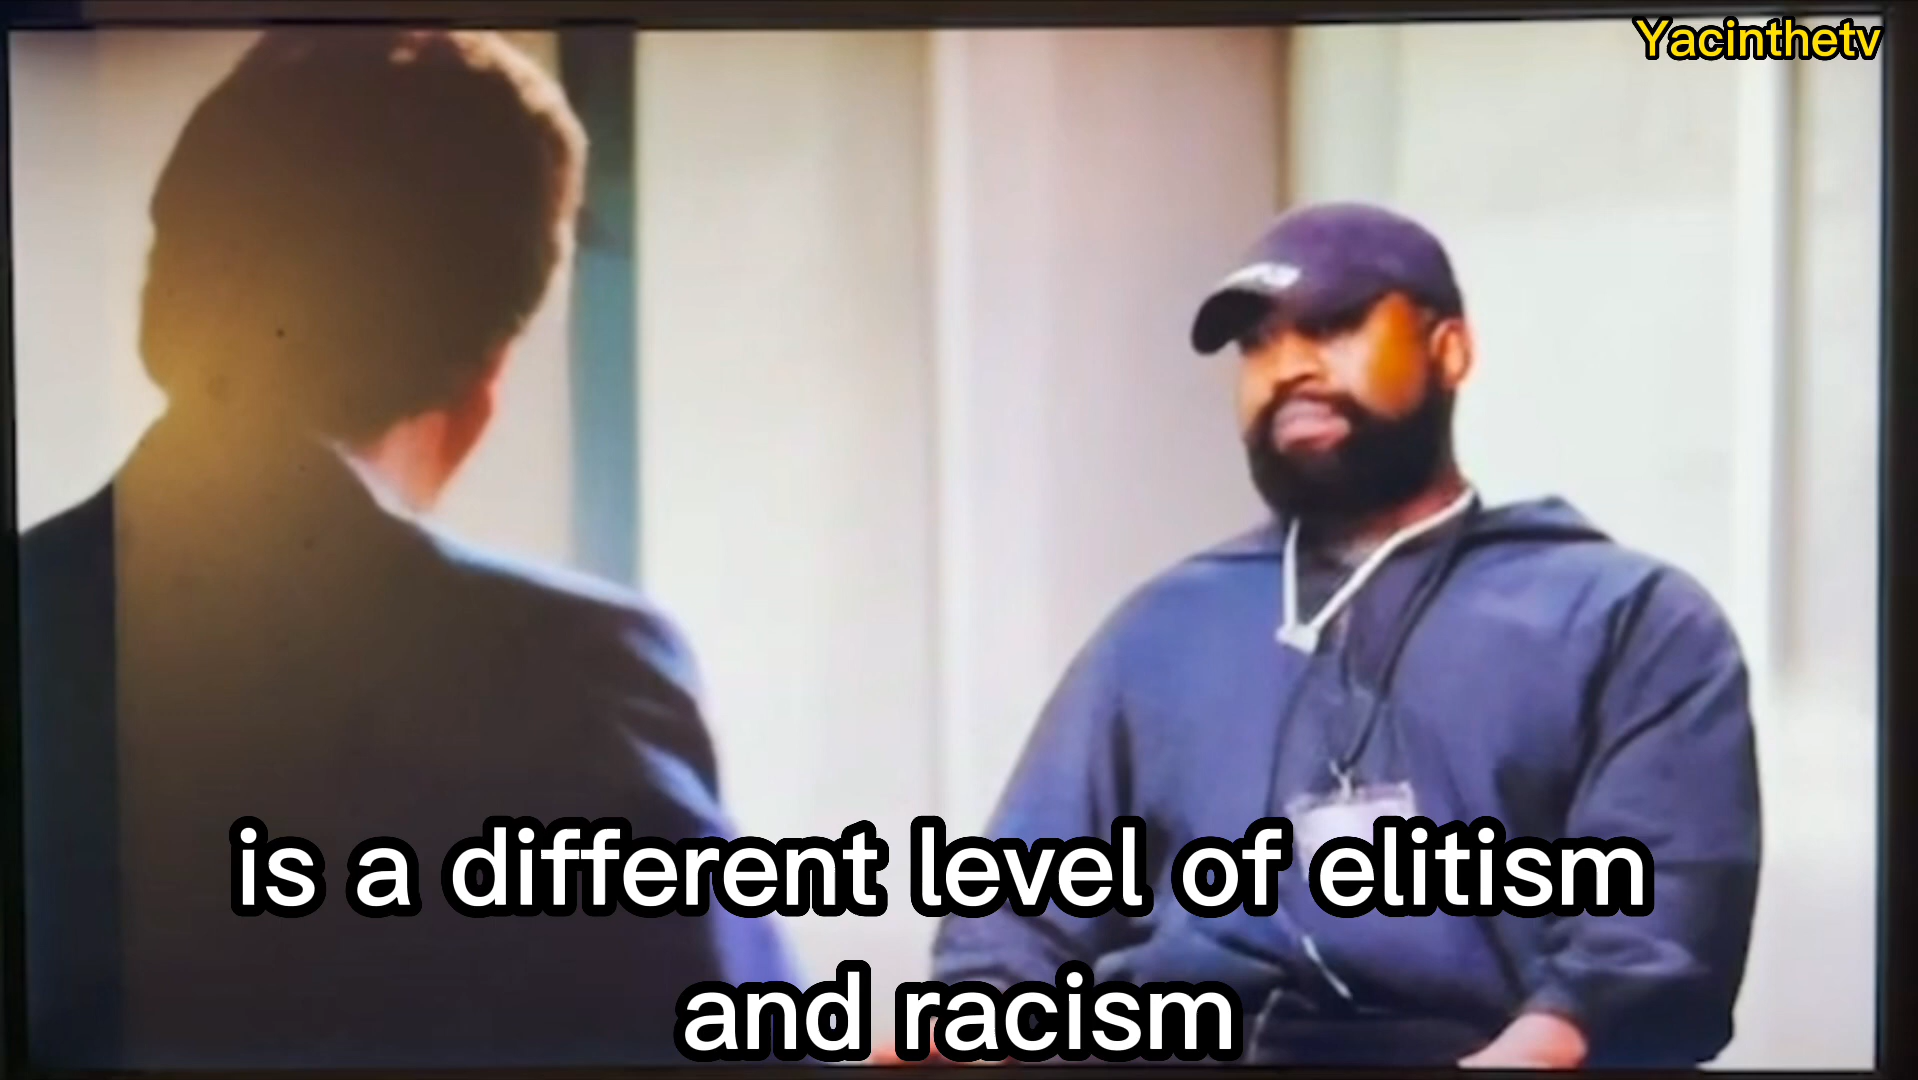 Yacinthetv
is a different level of elitism
and racism